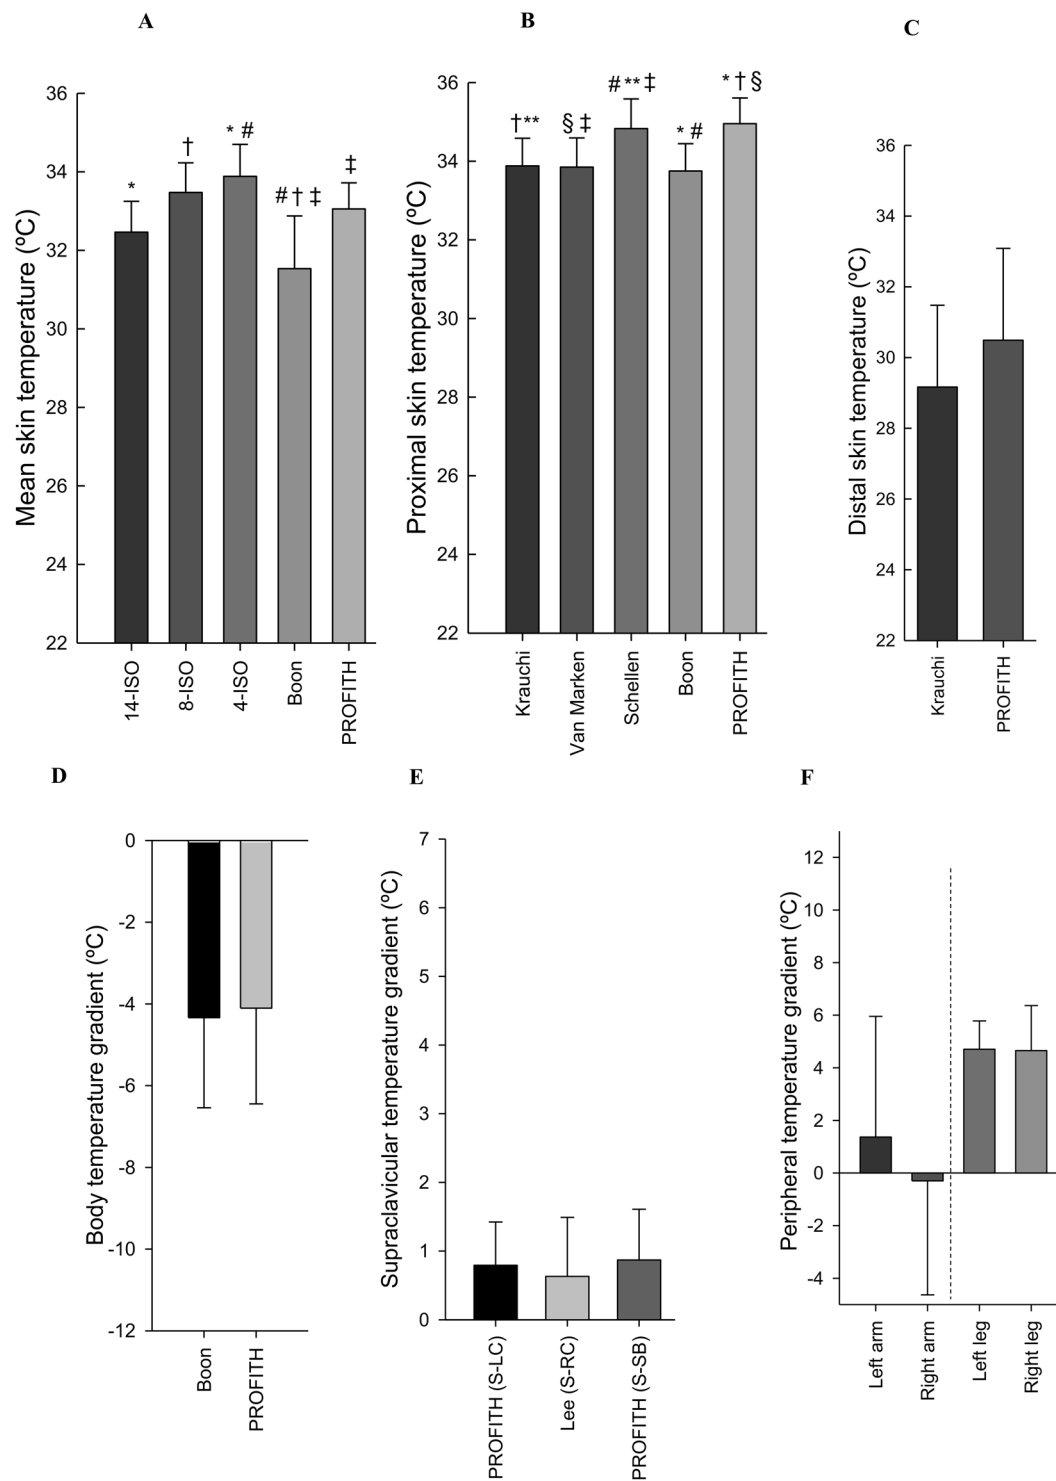 A
Mean skin temperature (ºC)
36
34
32
30
28
26
24
22
*
†
* #
# † ‡
‡
14-ISO
8-ISO
4-ISO
Boon
PROFITH
B
Proximal skin temperature (ºC)
36
34
32
30
28
26
24
22
†**
§ ‡
# ** ‡
* #
* † §
Krauchi
Van Marken
Schellen
Boon
PROFITH
C
Distal skin temperature (ºC)
36
34
32
30
28
26
24
22
Krauchi
PROFITH
D
Body temperature gradient (ºC)
0
-2
-4
-6
-8
-10
-12
Boon
PROFITH
E
Supraclavicular temperature gradient (ºC)
7
6
5
4
3
2
1
0
PROFITH (S-LC)
Lee (S-RC)
PROFITH (S-SB)
F
Peripheral temperature gradient (ºC)
12
10
8
6
4
2
0
-2
-4
Left arm
Right arm
Left leg
Right leg